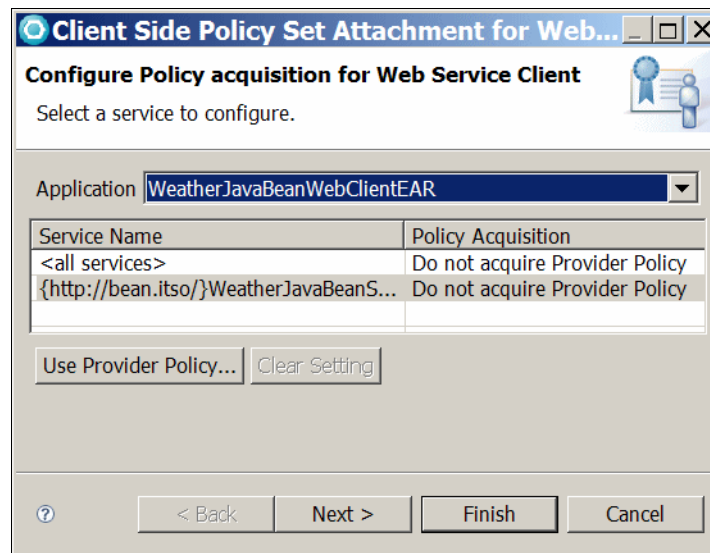 Client Side Policy Set Attachment for Web...
Configure Policy acquisition for Web Service Client
Select a service to configure.
Application WeatherJavaBeanWebClientEAR
Service Name Policy Acquisition
<all services> Do not acquire Provider Policy
{http://bean.itso/}WeatherJavaBeanS... Do not acquire Provider Policy
Use Provider Policy... Clear Setting
? < Back Next > Finish Cancel